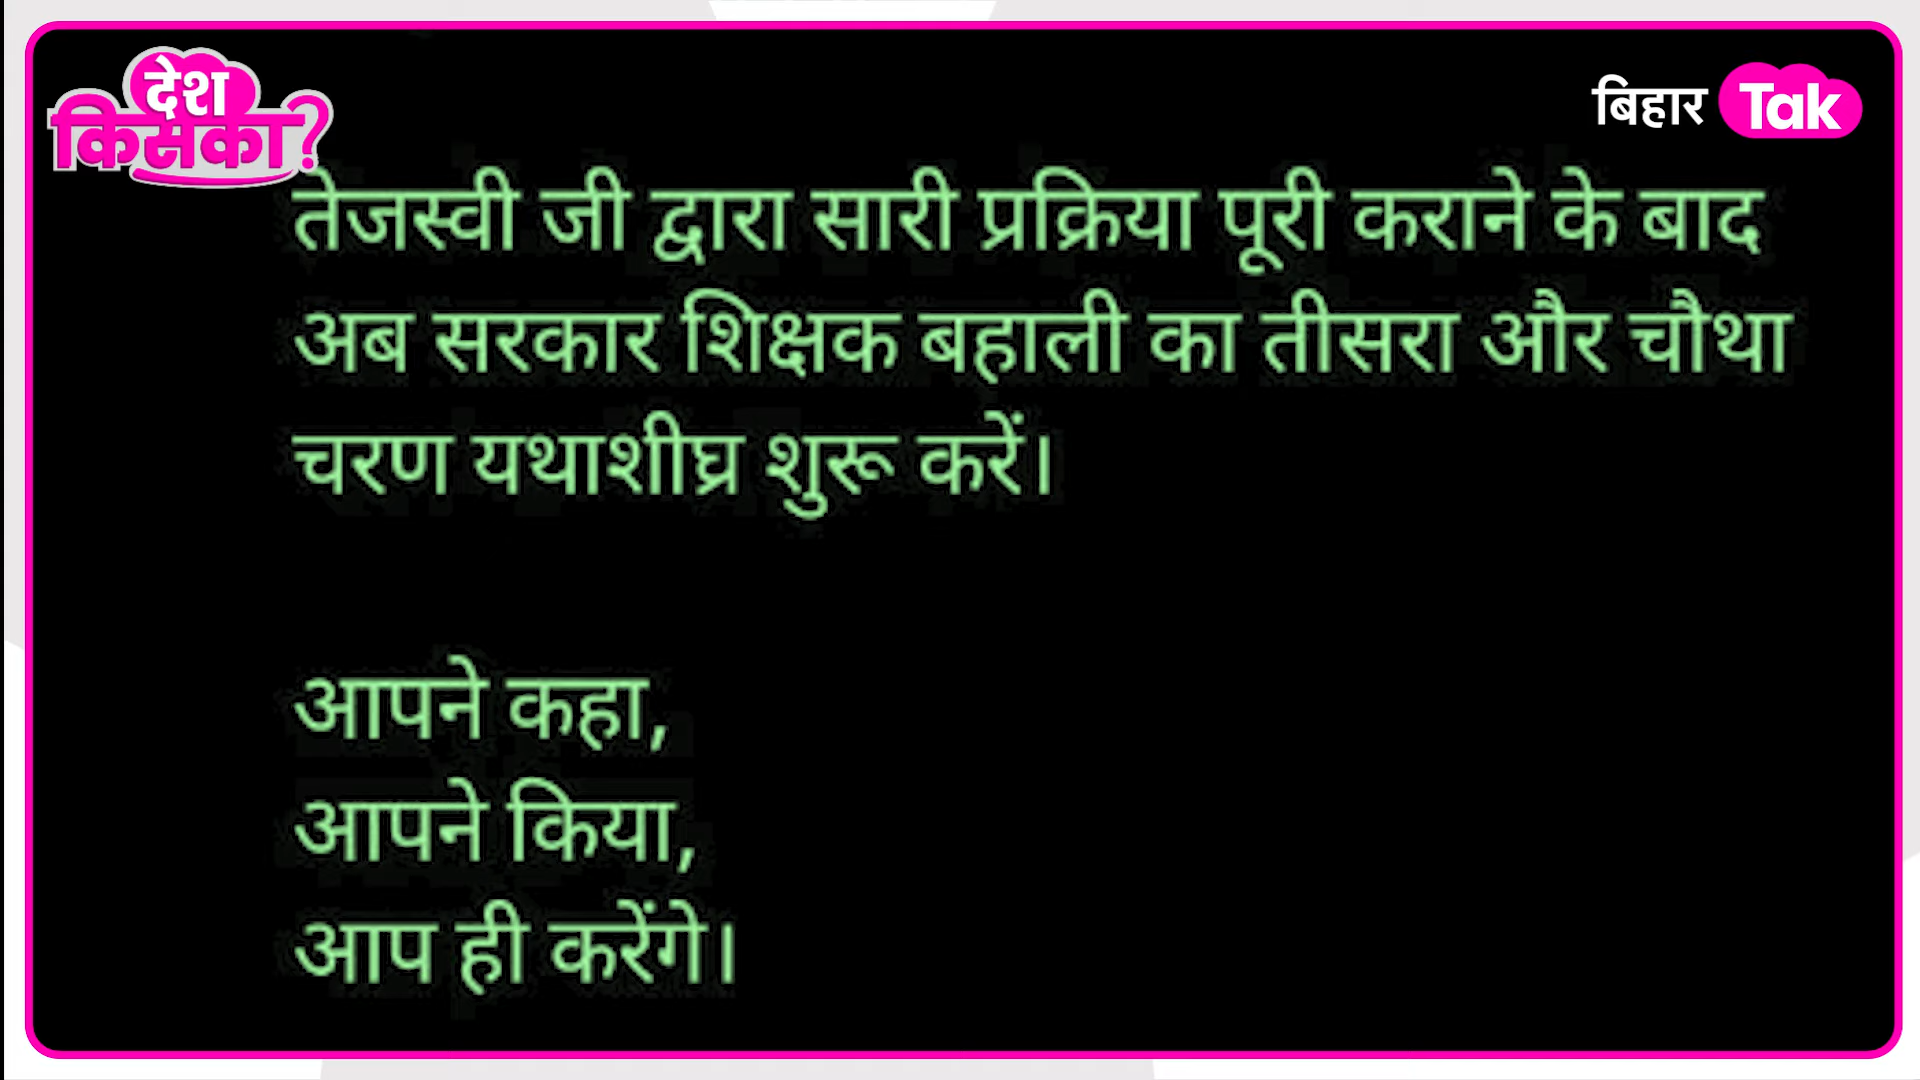 देश
किसका?
बिहार Tak
तेजस्वी जी द्वारा सारी प्रक्रिया पूरी कराने के बाद
अब सरकार शिक्षक बहाली का तीसरा और चौथा
चरण यथाशीघ्र शुरू करें।
आपने कहा,
आपने किया,
आप ही करेंगे।